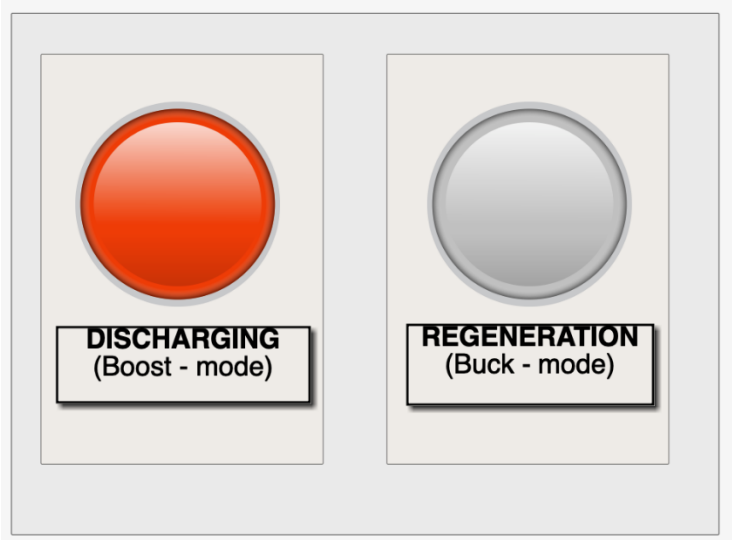 DISCHARGING
(Boost - mode)
REGENERATION
(Buck - mode)